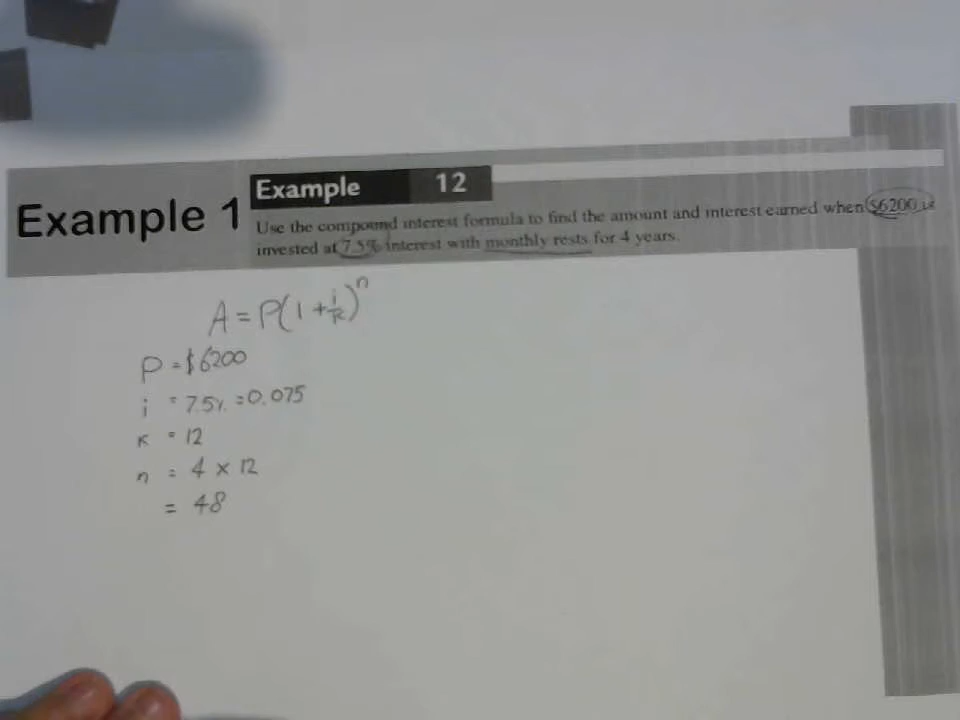 Example 1
Example 12
Use the compound interest formula to find the amount and interest earned when $6200 is
invested at 7.5% interest with monthly rests for 4 years.
A = P(1 + i/k)^n
P = $6200
i = 7.5% = 0.075
k = 12
n = 4 × 12
= 48